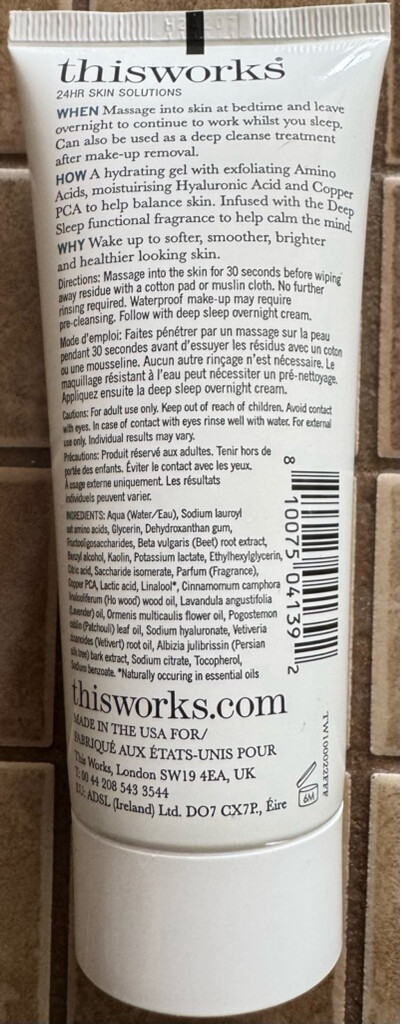 thisworks®
24HR SKIN SOLUTIONS
WHEN Massage into skin at bedtime and leave
overnight to continue to work whilst you sleep.
Can also be used as a deep cleanse treatment
after make-up removal.
HOW A hydrating gel with exfoliating Amino
Acids, moisturising Hyaluronic Acid and Copper
PCA to help balance skin. Infused with the Deep
Sleep functional fragrance to help calm the mind.
WHY Wake up to softer, smoother, brighter
and healthier looking skin.
Directions: Massage into the skin for 30 seconds before wiping
away residue with a cotton pad or muslin cloth. No further
rinsing required. Waterproof make-up may require
pre-cleansing. Follow with deep sleep overnight cream.
Mode d'emploi: Faites pénétrer par un massage sur la peau
pendant 30 secondes avant d'essuyer les résidus avec un coton
ou une mousseline. Aucun autre rinçage n'est nécessaire. Le
maquillage résistant à l'eau peut nécessiter un pré-nettoyage.
Appliquez ensuite la deep sleep overnight cream.
Cautions: For adult use only. Keep out of reach of children. Avoid contact
with eyes. In case of contact with eyes rinse well with water. For external
use only. Individual results may vary.
Précautions: Produit réservé aux adultes. Tenir hors de
portée des enfants. Éviter le contact avec les yeux.
À usage externe uniquement. Les résultats
individuels peuvent varier.
INGREDIENTS: Aqua (Water/Eau), Sodium lauroyl
oat amino acids, Glycerin, Dehydroxanthan gum,
Fructooligosaccharides, Beta vulgaris (Beet) root extract,
Benzyl alcohol, Kaolin, Potassium lactate, Ethylhexylglycerin,
Citric acid, Saccharide isomerate, Parfum (Fragrance),
Copper PCA, Lactic acid, Linalool*, Cinnamomum camphora
linalooliferum (Ho wood) wood oil, Lavandula angustifolia
(Lavender) oil, Ormenis multicaulis flower oil, Pogostemon
cablin (Patchouli) leaf oil, Sodium hyaluronate, Vetiveria
zizanoides (Vetivert) root oil, Albizia julibrissin (Persian
silk tree) bark extract, Sodium citrate, Tocopherol,
Sodium benzoate. *Naturally occuring in essential oils
8 10075 04139 2
thisworks.com
MADE IN THE USA FOR/
FABRIQUÉ AUX ÉTATS-UNIS POUR
This Works, London SW19 4EA, UK
T: 00 44 208 543 3544
EU: ADSL (Ireland) Ltd. DO7 CX7P., Éire
6M
TW100022FFF